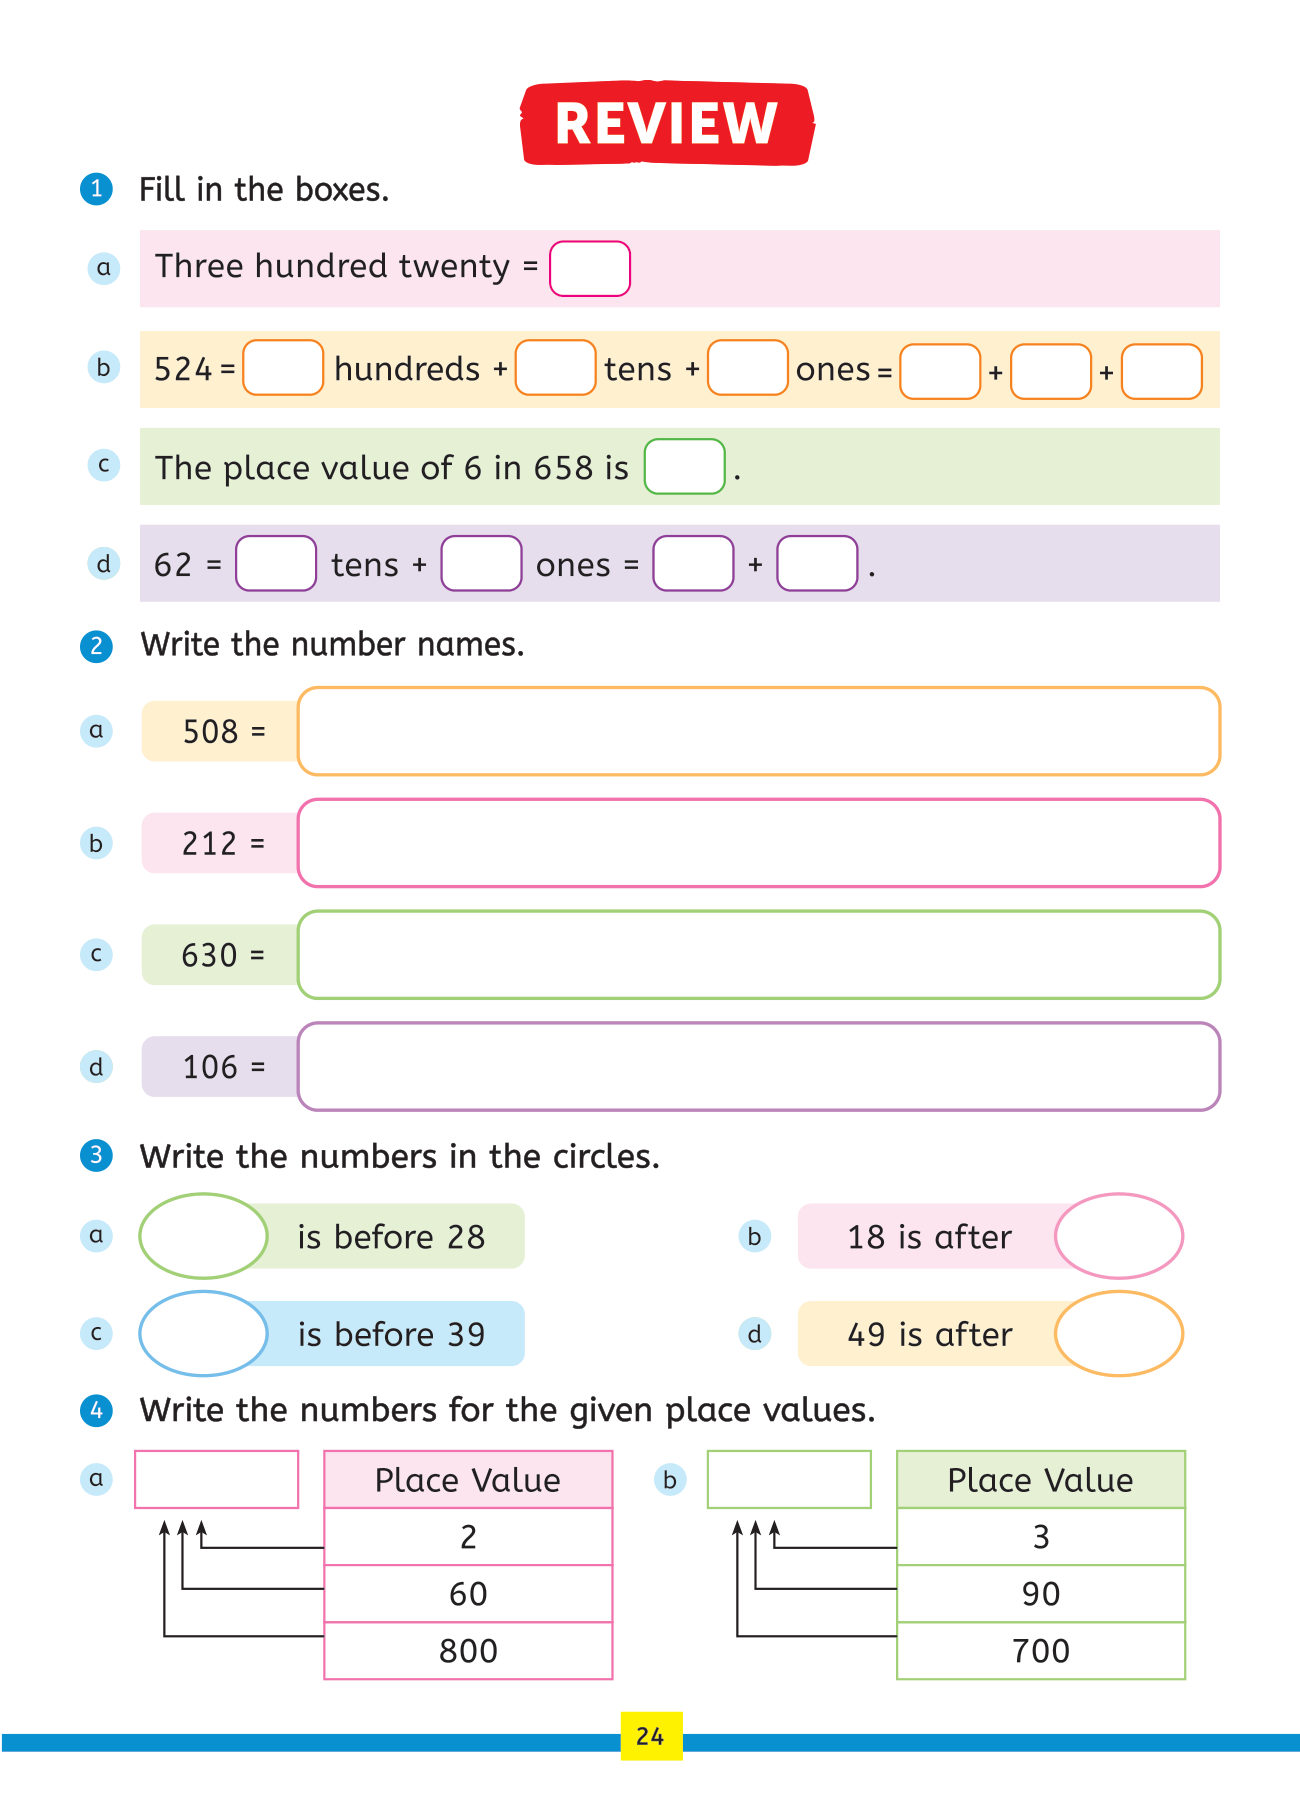 REVIEW
1 Fill in the boxes.
a Three hundred twenty =
b 524 = hundreds + tens + ones = + +
c The place value of 6 in 658 is .
d 62 = tens + ones = + .
2 Write the number names.
a 508 =
b 212 =
c 630 =
d 106 =
3 Write the numbers in the circles.
a is before 28
b 18 is after
c is before 39
d 49 is after
4 Write the numbers for the given place values.
a Place Value
2
60
800
b Place Value
3
90
700
24